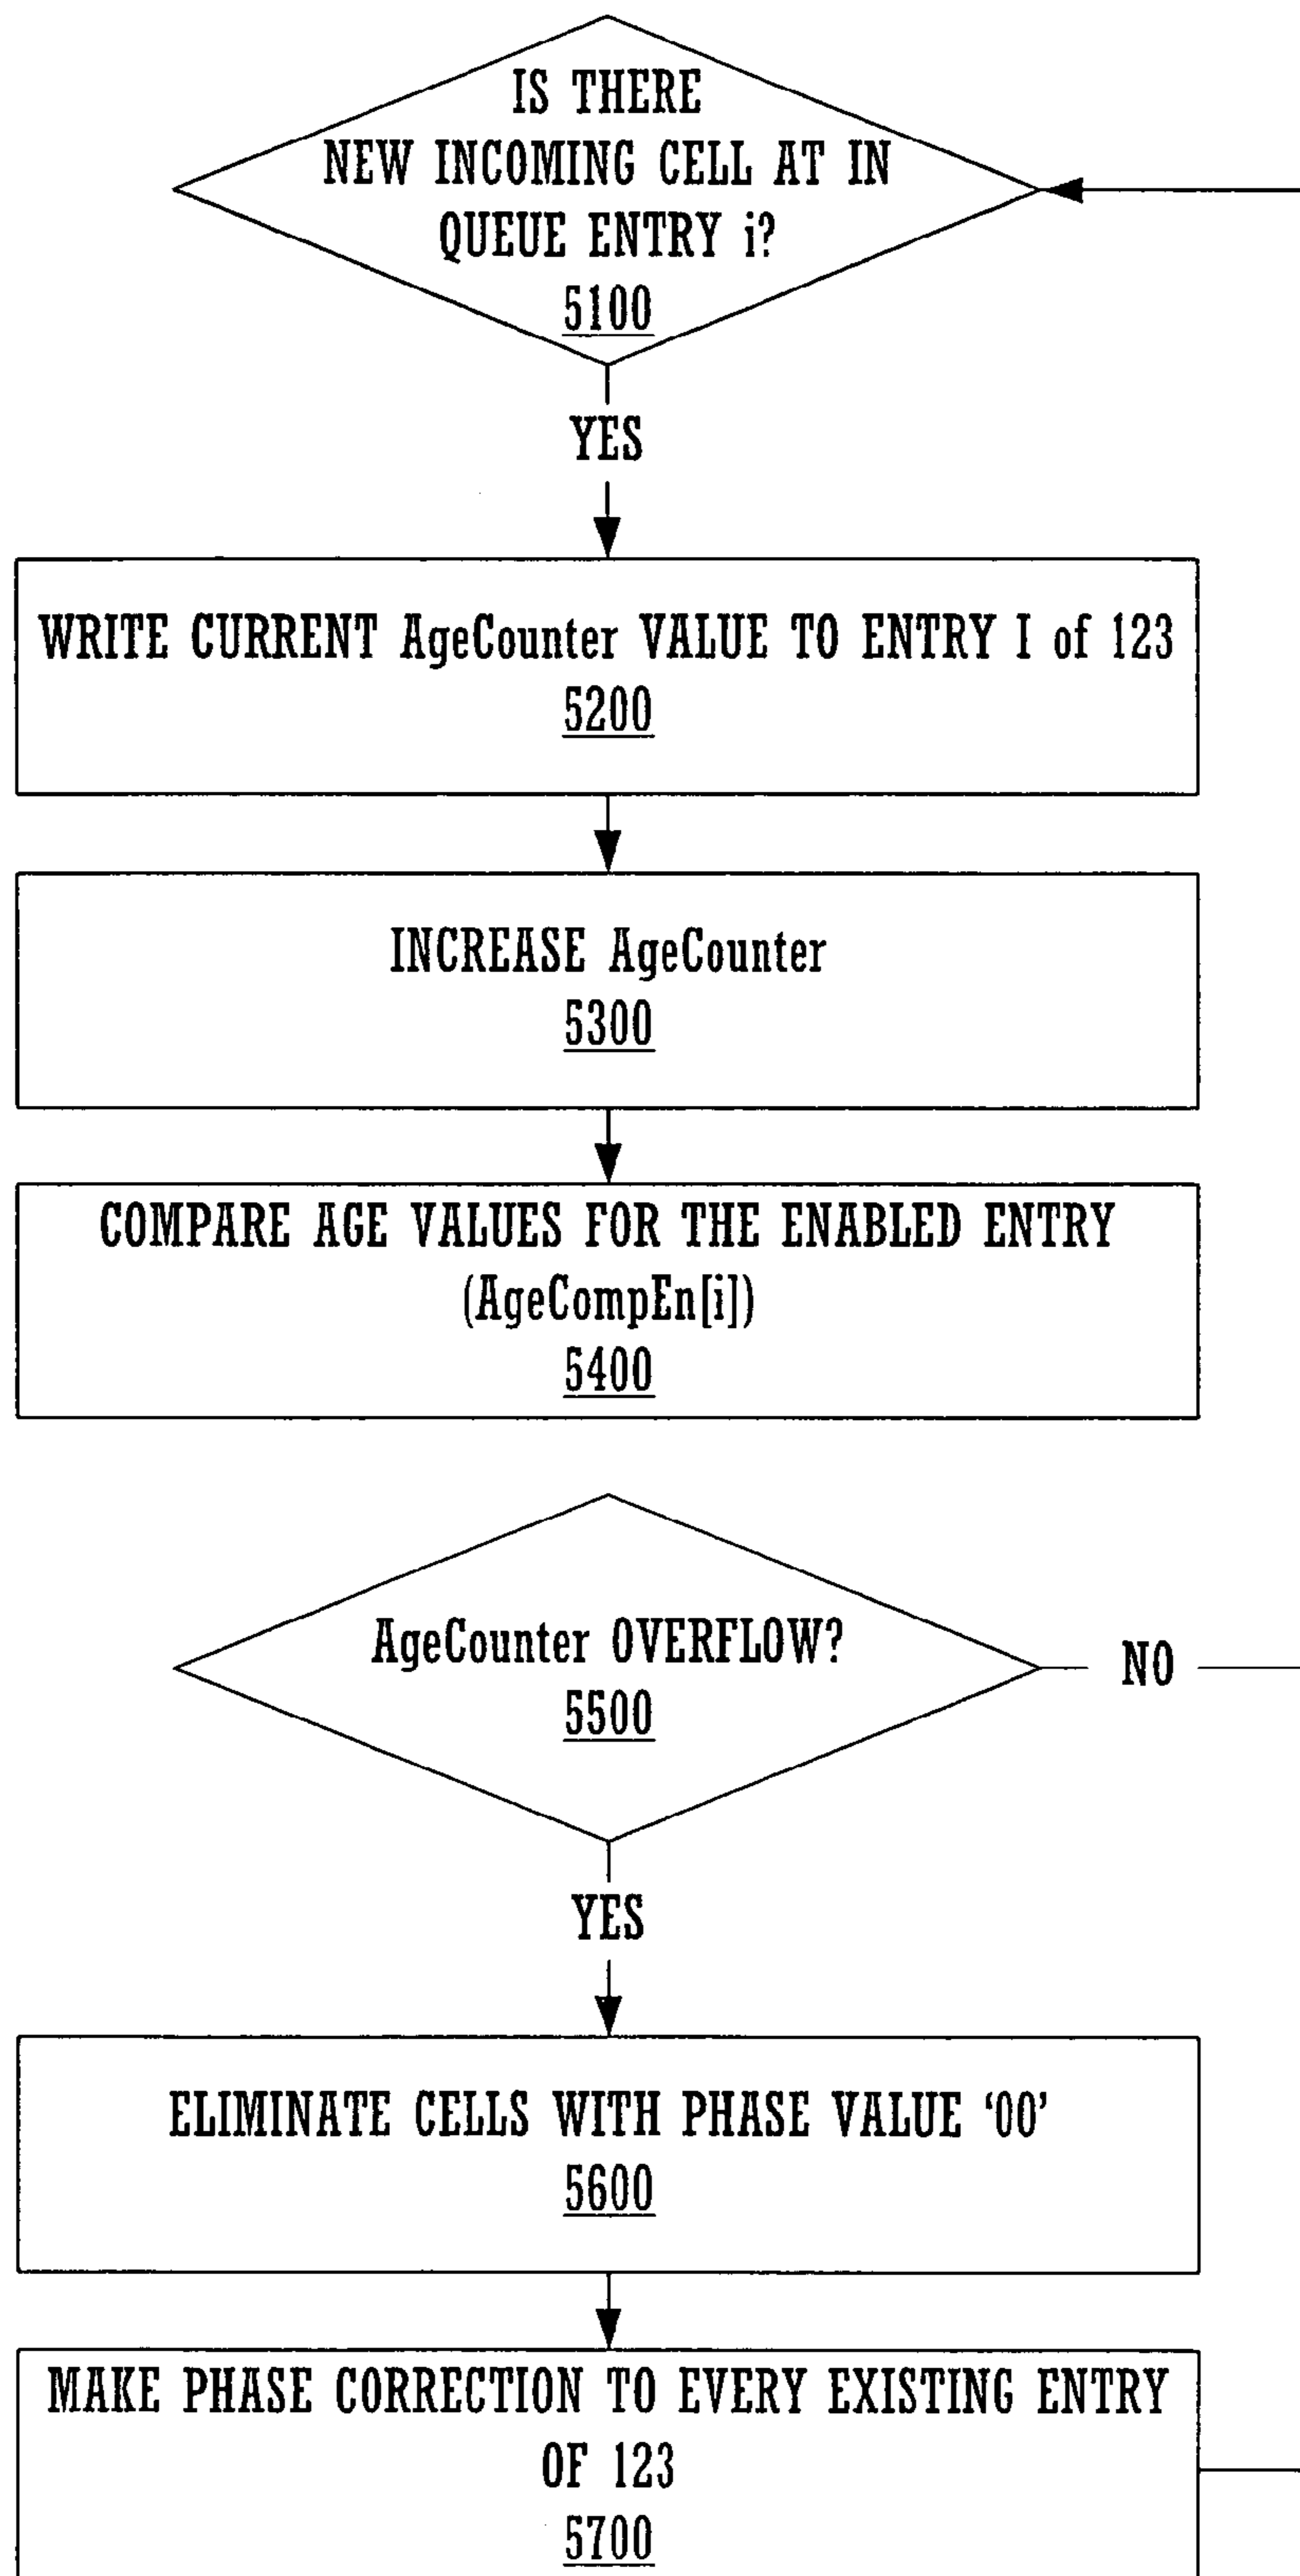 IS THERE
NEW INCOMING CELL AT IN
QUEUE ENTRY i?
5100
YES
WRITE CURRENT AgeCounter VALUE TO ENTRY I of 123
5200
INCREASE AgeCounter
5300
COMPARE AGE VALUES FOR THE ENABLED ENTRY
(AgeCompEn[i])
5400
AgeCounter OVERFLOW?
5500
NO
YES
ELIMINATE CELLS WITH PHASE VALUE ‘00’
5600
MAKE PHASE CORRECTION TO EVERY EXISTING ENTRY
OF 123
5700